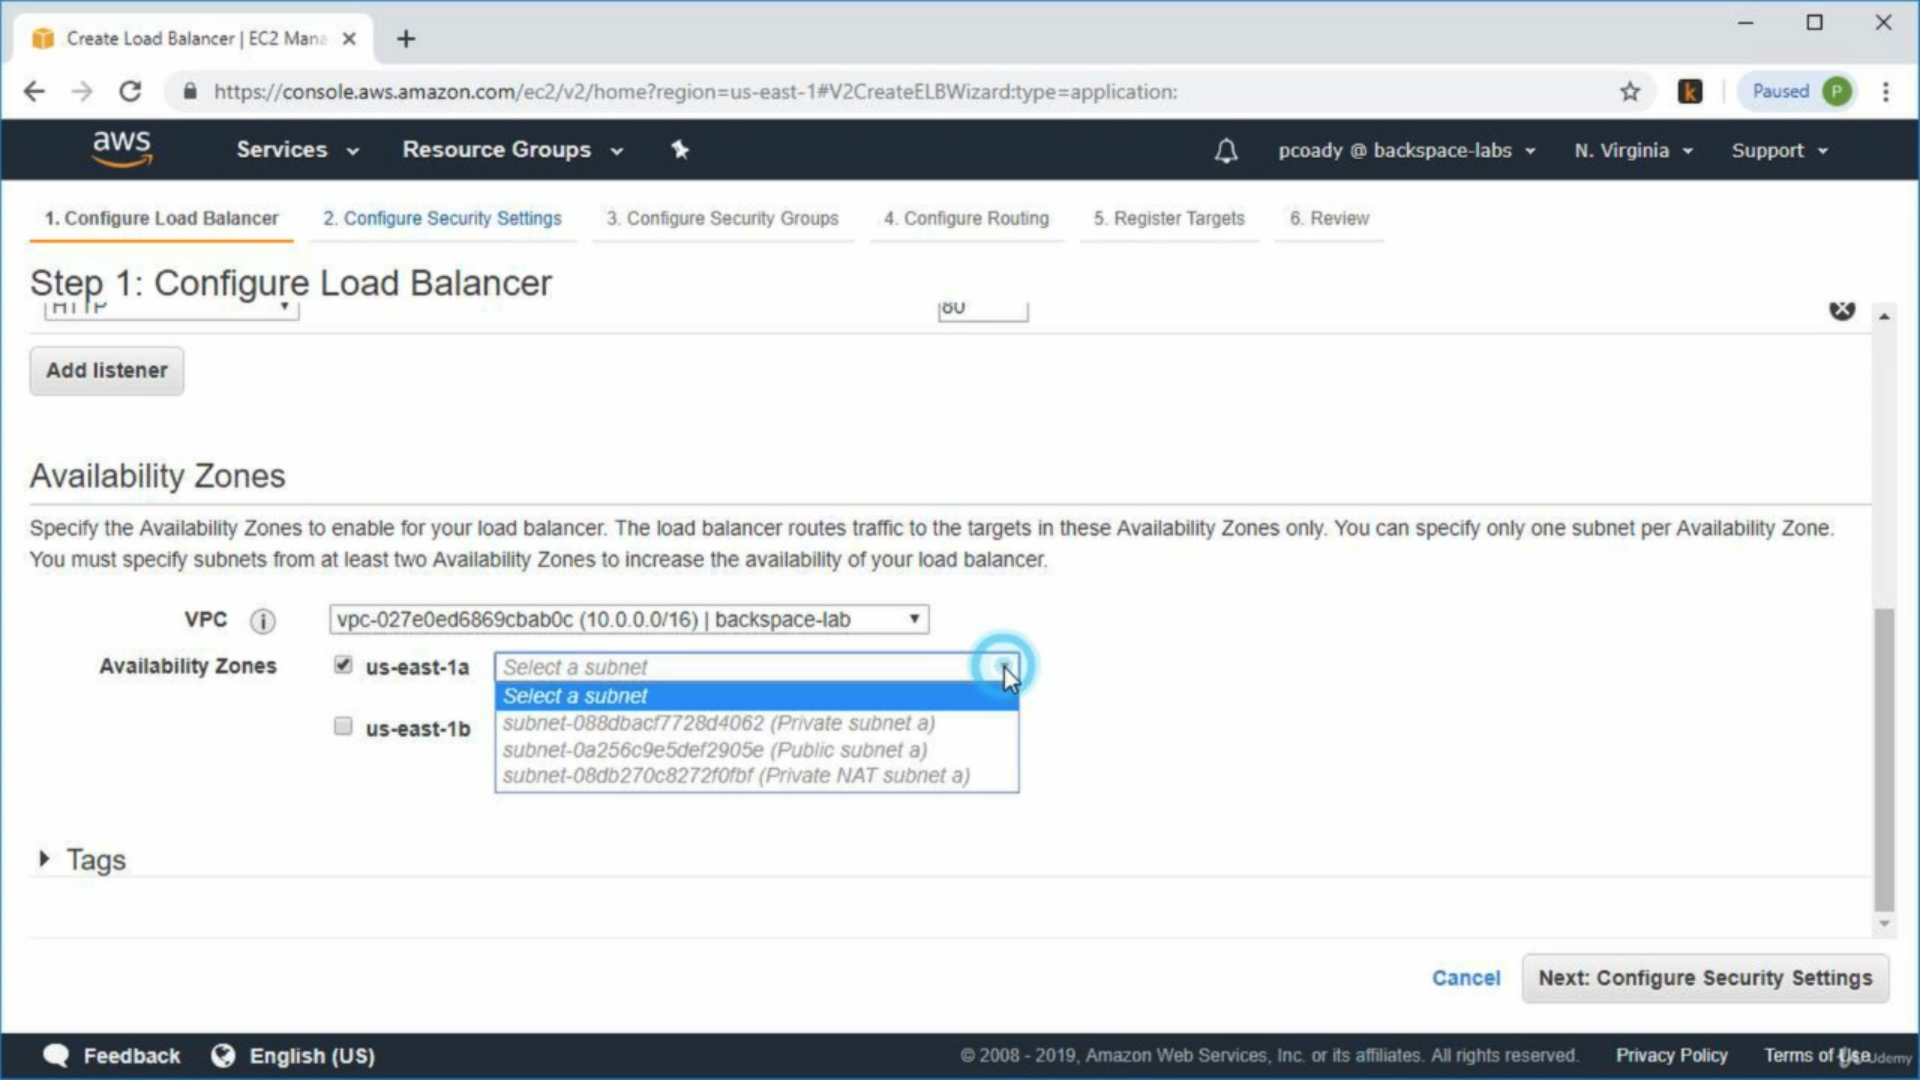 Create Load Balancer | EC2 Mana
https://console.aws.amazon.com/ec2/v2/home?region=us-east-1#V2CreateELBWizard:type=application:
k
Paused P
aws
Services
Resource Groups
pcoady @ backspace-labs
N. Virginia
Support
1. Configure Load Balancer
2. Configure Security Settings
3. Configure Security Groups
4. Configure Routing
5. Register Targets
6. Review
Step 1: Configure Load Balancer
HTTP
80
Add listener
Availability Zones
Specify the Availability Zones to enable for your load balancer. The load balancer routes traffic to the targets in these Availability Zones only. You can specify only one subnet per Availability Zone.
You must specify subnets from at least two Availability Zones to increase the availability of your load balancer.
VPC i
vpc-027e0ed6869cbab0c (10.0.0.0/16) | backspace-lab
Availability Zones
us-east-1a
Select a subnet
Select a subnet
subnet-088dbacf7728d4062 (Private subnet a)
us-east-1b
subnet-0a256c9e5def2905e (Public subnet a)
subnet-08db270c8272f0fbf (Private NAT subnet a)
Tags
Cancel
Next: Configure Security Settings
Feedback
English (US)
© 2008 - 2019, Amazon Web Services, Inc. or its affiliates. All rights reserved.
Privacy Policy
Terms of Use
Udemy